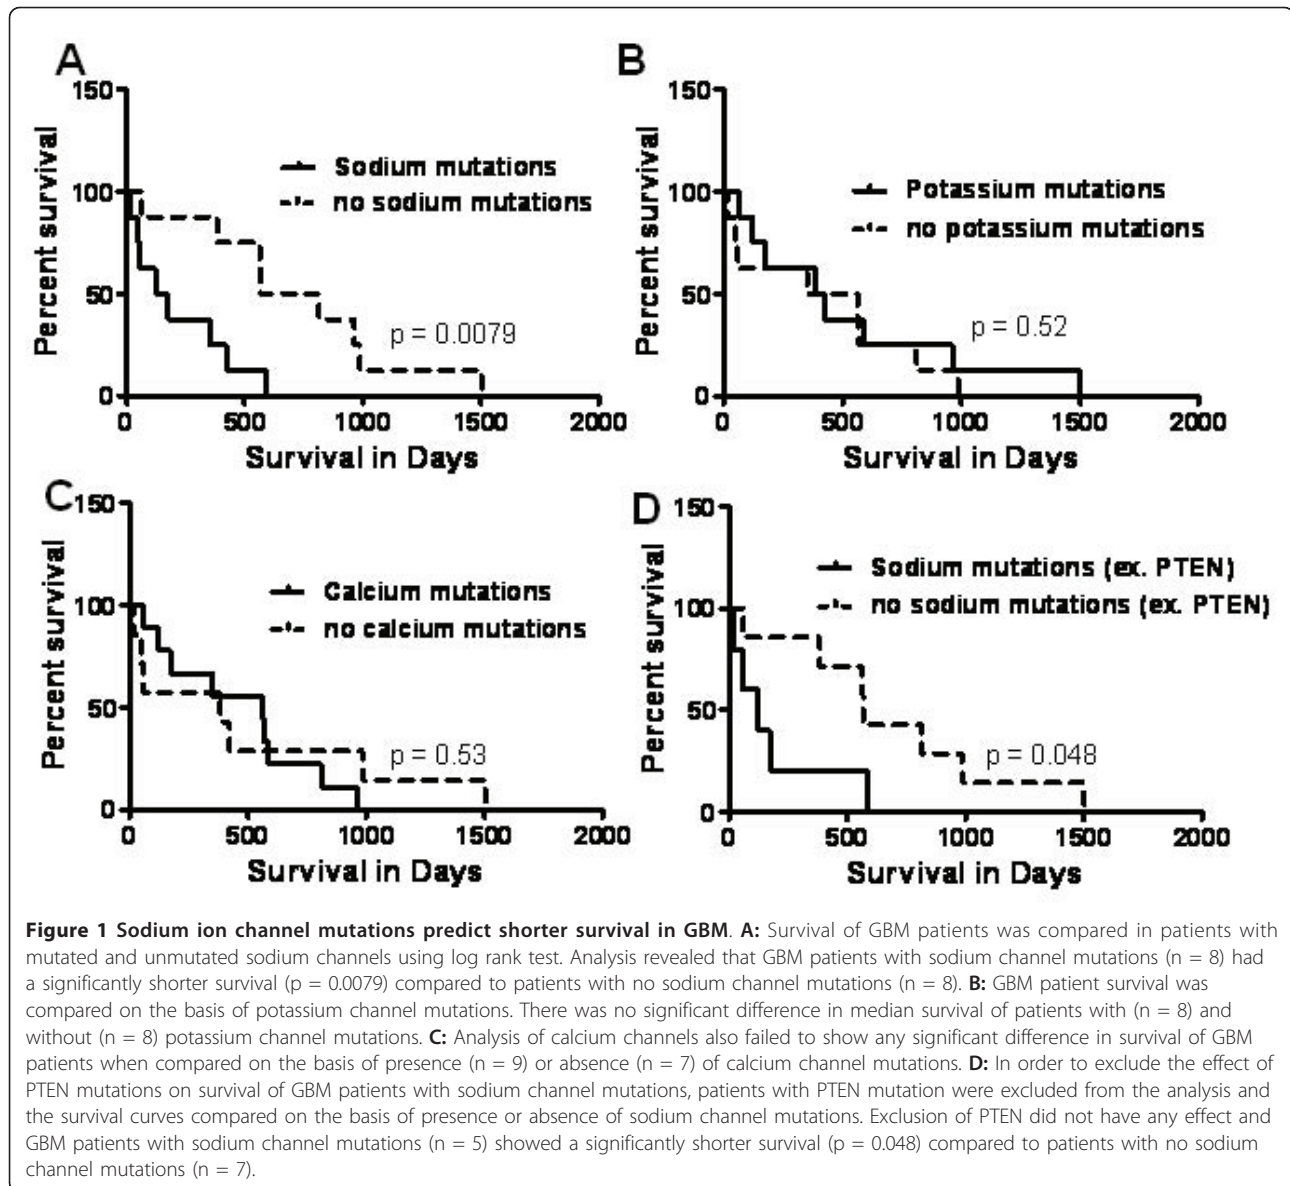 A
150
100
50
0
Percent survival
Sodium mutations
no sodium mutations
p = 0.0079
0 500 1000 1500 2000
Survival in Days
B
150
100
50
0
Percent survival
Potassium mutations
no potassium mutations
p = 0.52
0 500 1000 1500 2000
Survival in Days
C
150
100
50
0
Percent survival
Calcium mutations
no calcium mutations
p = 0.53
0 500 1000 1500 2000
Survival in Days
D
150
100
50
0
Percent survival
Sodium mutations (ex. PTEN)
no sodium mutations (ex. PTEN)
p = 0.048
0 500 1000 1500 2000
Survival in Days
Figure 1 Sodium ion channel mutations predict shorter survival in GBM. A: Survival of GBM patients was compared in patients with
mutated and unmutated sodium channels using log rank test. Analysis revealed that GBM patients with sodium channel mutations (n = 8) had
a significantly shorter survival (p = 0.0079) compared to patients with no sodium channel mutations (n = 8). B: GBM patient survival was
compared on the basis of potassium channel mutations. There was no significant difference in median survival of patients with (n = 8) and
without (n = 8) potassium channel mutations. C: Analysis of calcium channels also failed to show any significant difference in survival of GBM
patients when compared on the basis of presence (n = 9) or absence (n = 7) of calcium channel mutations. D: In order to exclude the effect of
PTEN mutations on survival of GBM patients with sodium channel mutations, patients with PTEN mutation were excluded from the analysis and
the survival curves compared on the basis of presence or absence of sodium channel mutations. Exclusion of PTEN did not have any effect and
GBM patients with sodium channel mutations (n = 5) showed a significantly shorter survival (p = 0.048) compared to patients with no sodium
channel mutations (n = 7).